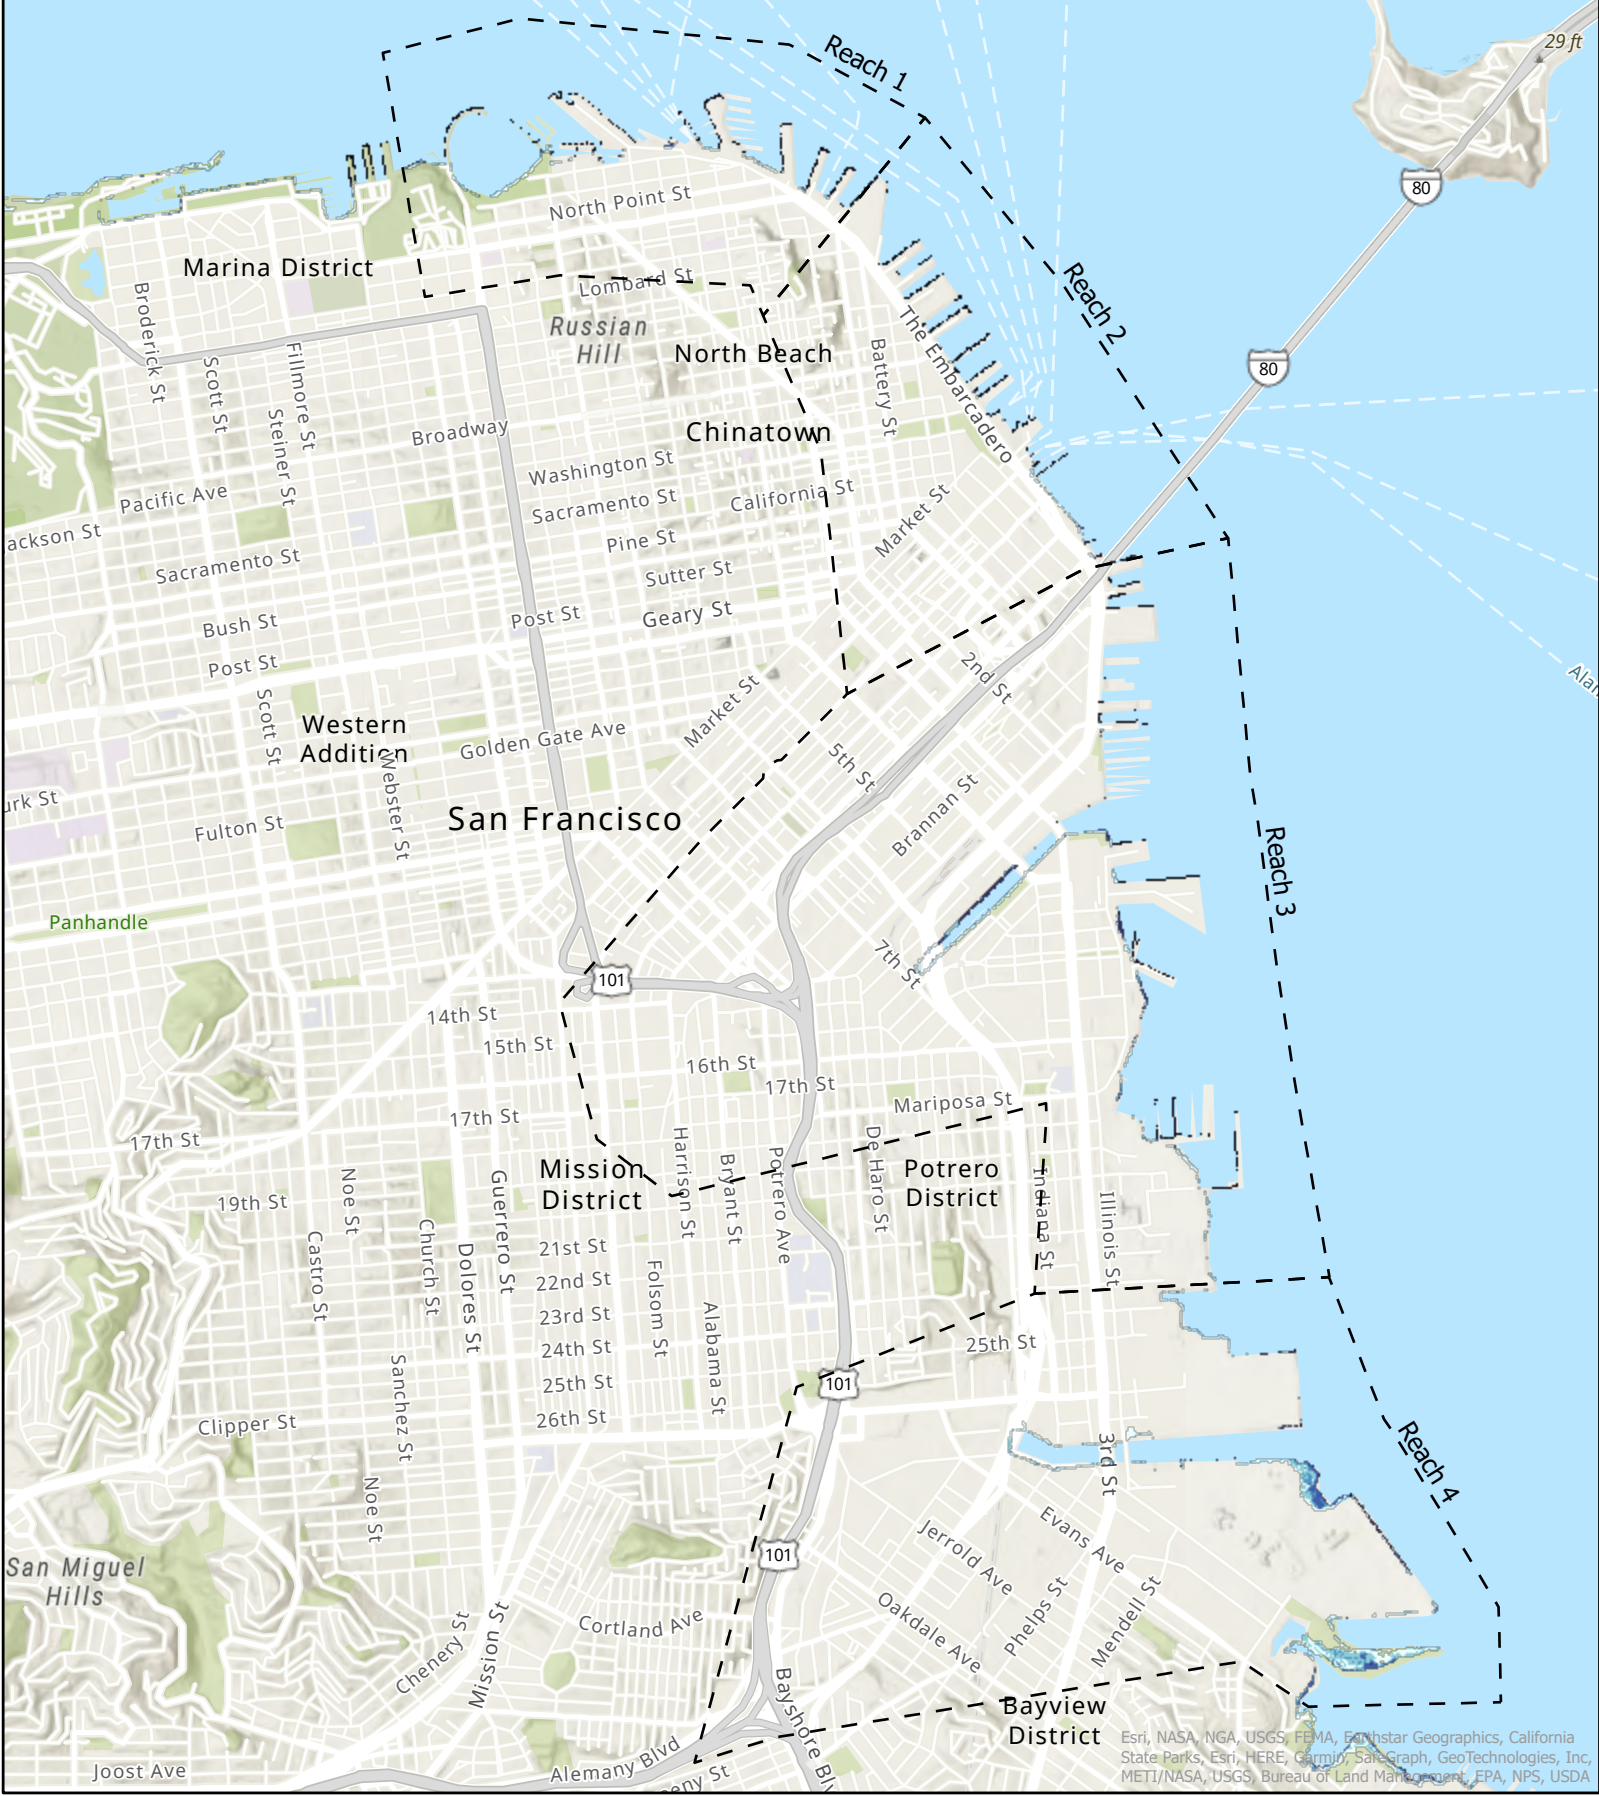 29 ft
Reach 1
80
North Point St
Marina District
Lombard St
Reach 2
Broderick St
Russian
Hill
North Beach
The Embarcadero
Battery St
80
Scott St
Fillmore St
Steiner St
Broadway
Chinatown
Washington St
Pacific Ave
Sacramento St
California St
Market St
ackson St
Pine St
Sacramento St
Sutter St
Bush St
Post St
Geary St
Post St
2nd St
Alam
Scott St
Western
Addition
Market St
Golden Gate Ave
5th St
Webster St
urk St
Fulton St
San Francisco
Brannan St
Reach 3
Panhandle
7th St
101
14th St
15th St
16th St
17th St
17th St
Mariposa St
17th St
Mission
District
Harrison St
Bryant St
Potrero Ave
De Haro St
Potrero
District
Indiana St
Illinois St
19th St
Noe St
Castro St
Church St
Dolores St
Guerrero St
21st St
22nd St
23rd St
24th St
25th St
26th St
Folsom St
Alabama St
25th St
101
Sanchez St
Clipper St
Noe St
3rd St
Reach 4
Evans Ave
Jerrold Ave
101
San Miguel
Hills
Oakdale Ave
Phelps St
Mendell St
Cortland Ave
Chenery St
Mission St
Bayshore Blv
Bayview
District
Joost Ave
Alemany Blvd
eny St
Esri, NASA, NGA, USGS, FEMA, Earthstar Geographics, California
State Parks, Esri, HERE, Garmin, SafeGraph, GeoTechnologies, Inc,
METI/NASA, USGS, Bureau of Land Management, EPA, NPS, USDA